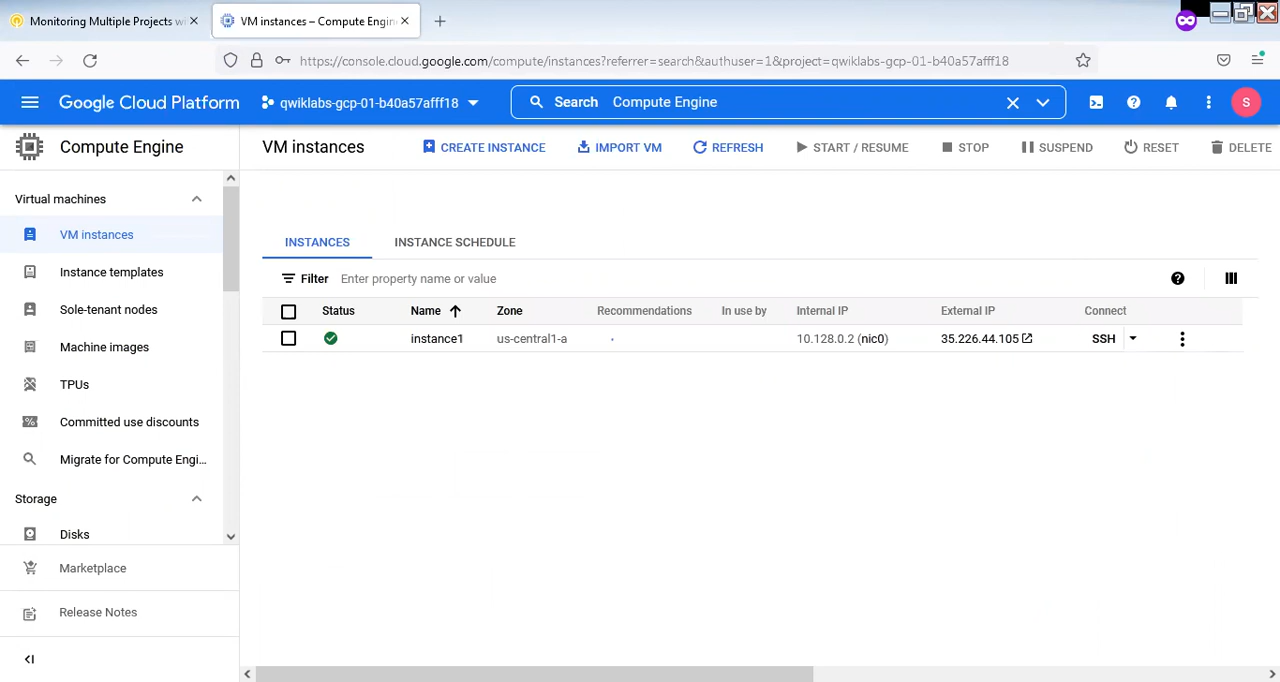 Monitoring Multiple Projects wi
VM instances – Compute Engin
https://console.cloud.google.com/compute/instances?referrer=search&authuser=1&project=qwiklabs-gcp-01-b40a57afff18
Google Cloud Platform
qwiklabs-gcp-01-b40a57afff18
Search Compute Engine
S
Compute Engine
VM instances
CREATE INSTANCE
IMPORT VM
REFRESH
START / RESUME
STOP
SUSPEND
RESET
DELETE
Virtual machines
VM instances
Instance templates
Sole-tenant nodes
Machine images
TPUs
Committed use discounts
Migrate for Compute Engi...
Storage
Disks
Marketplace
Release Notes
INSTANCES
INSTANCE SCHEDULE
Filter Enter property name or value
Status Name Zone Recommendations In use by Internal IP External IP Connect
instance1 us-central1-a 10.128.0.2 (nic0) 35.226.44.105 SSH